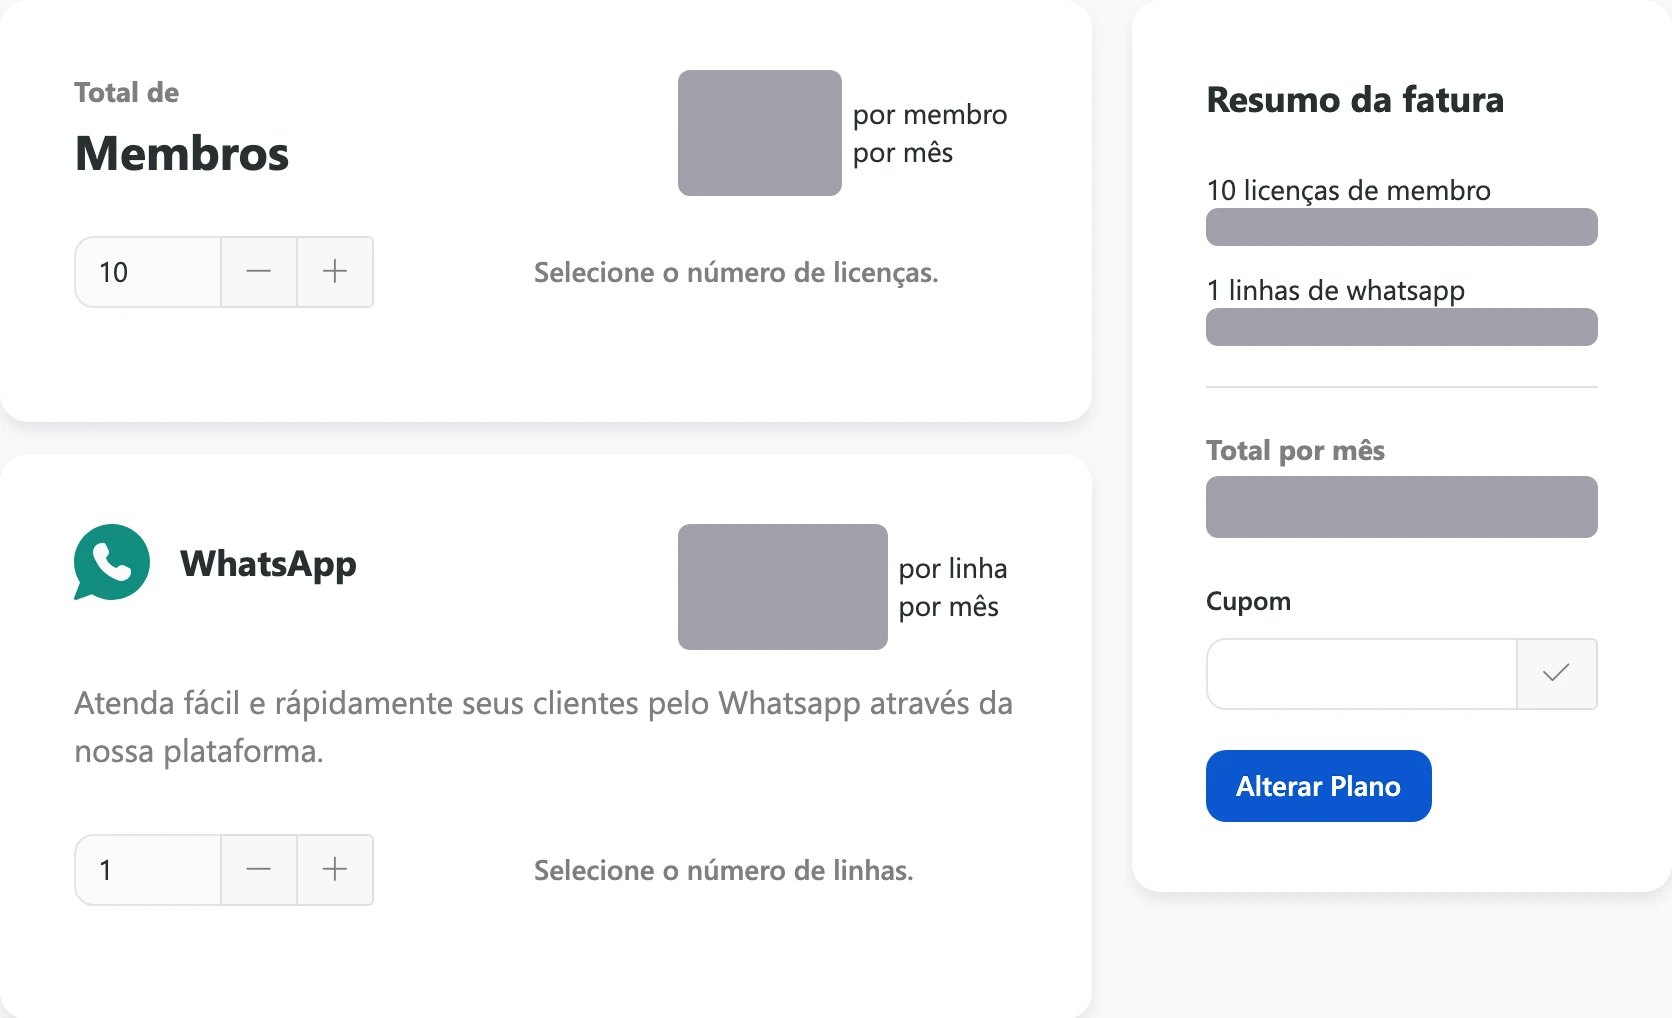 Total de
Membros
por membro
por mês
10
Selecione o número de licenças.
WhatsApp
por linha
por mês
Atenda fácil e rápidamente seus clientes pelo Whatsapp através da
nossa plataforma.
1
Selecione o número de linhas.
Resumo da fatura
10 licenças de membro
1 linhas de whatsapp
Total por mês
Cupom
Alterar Plano